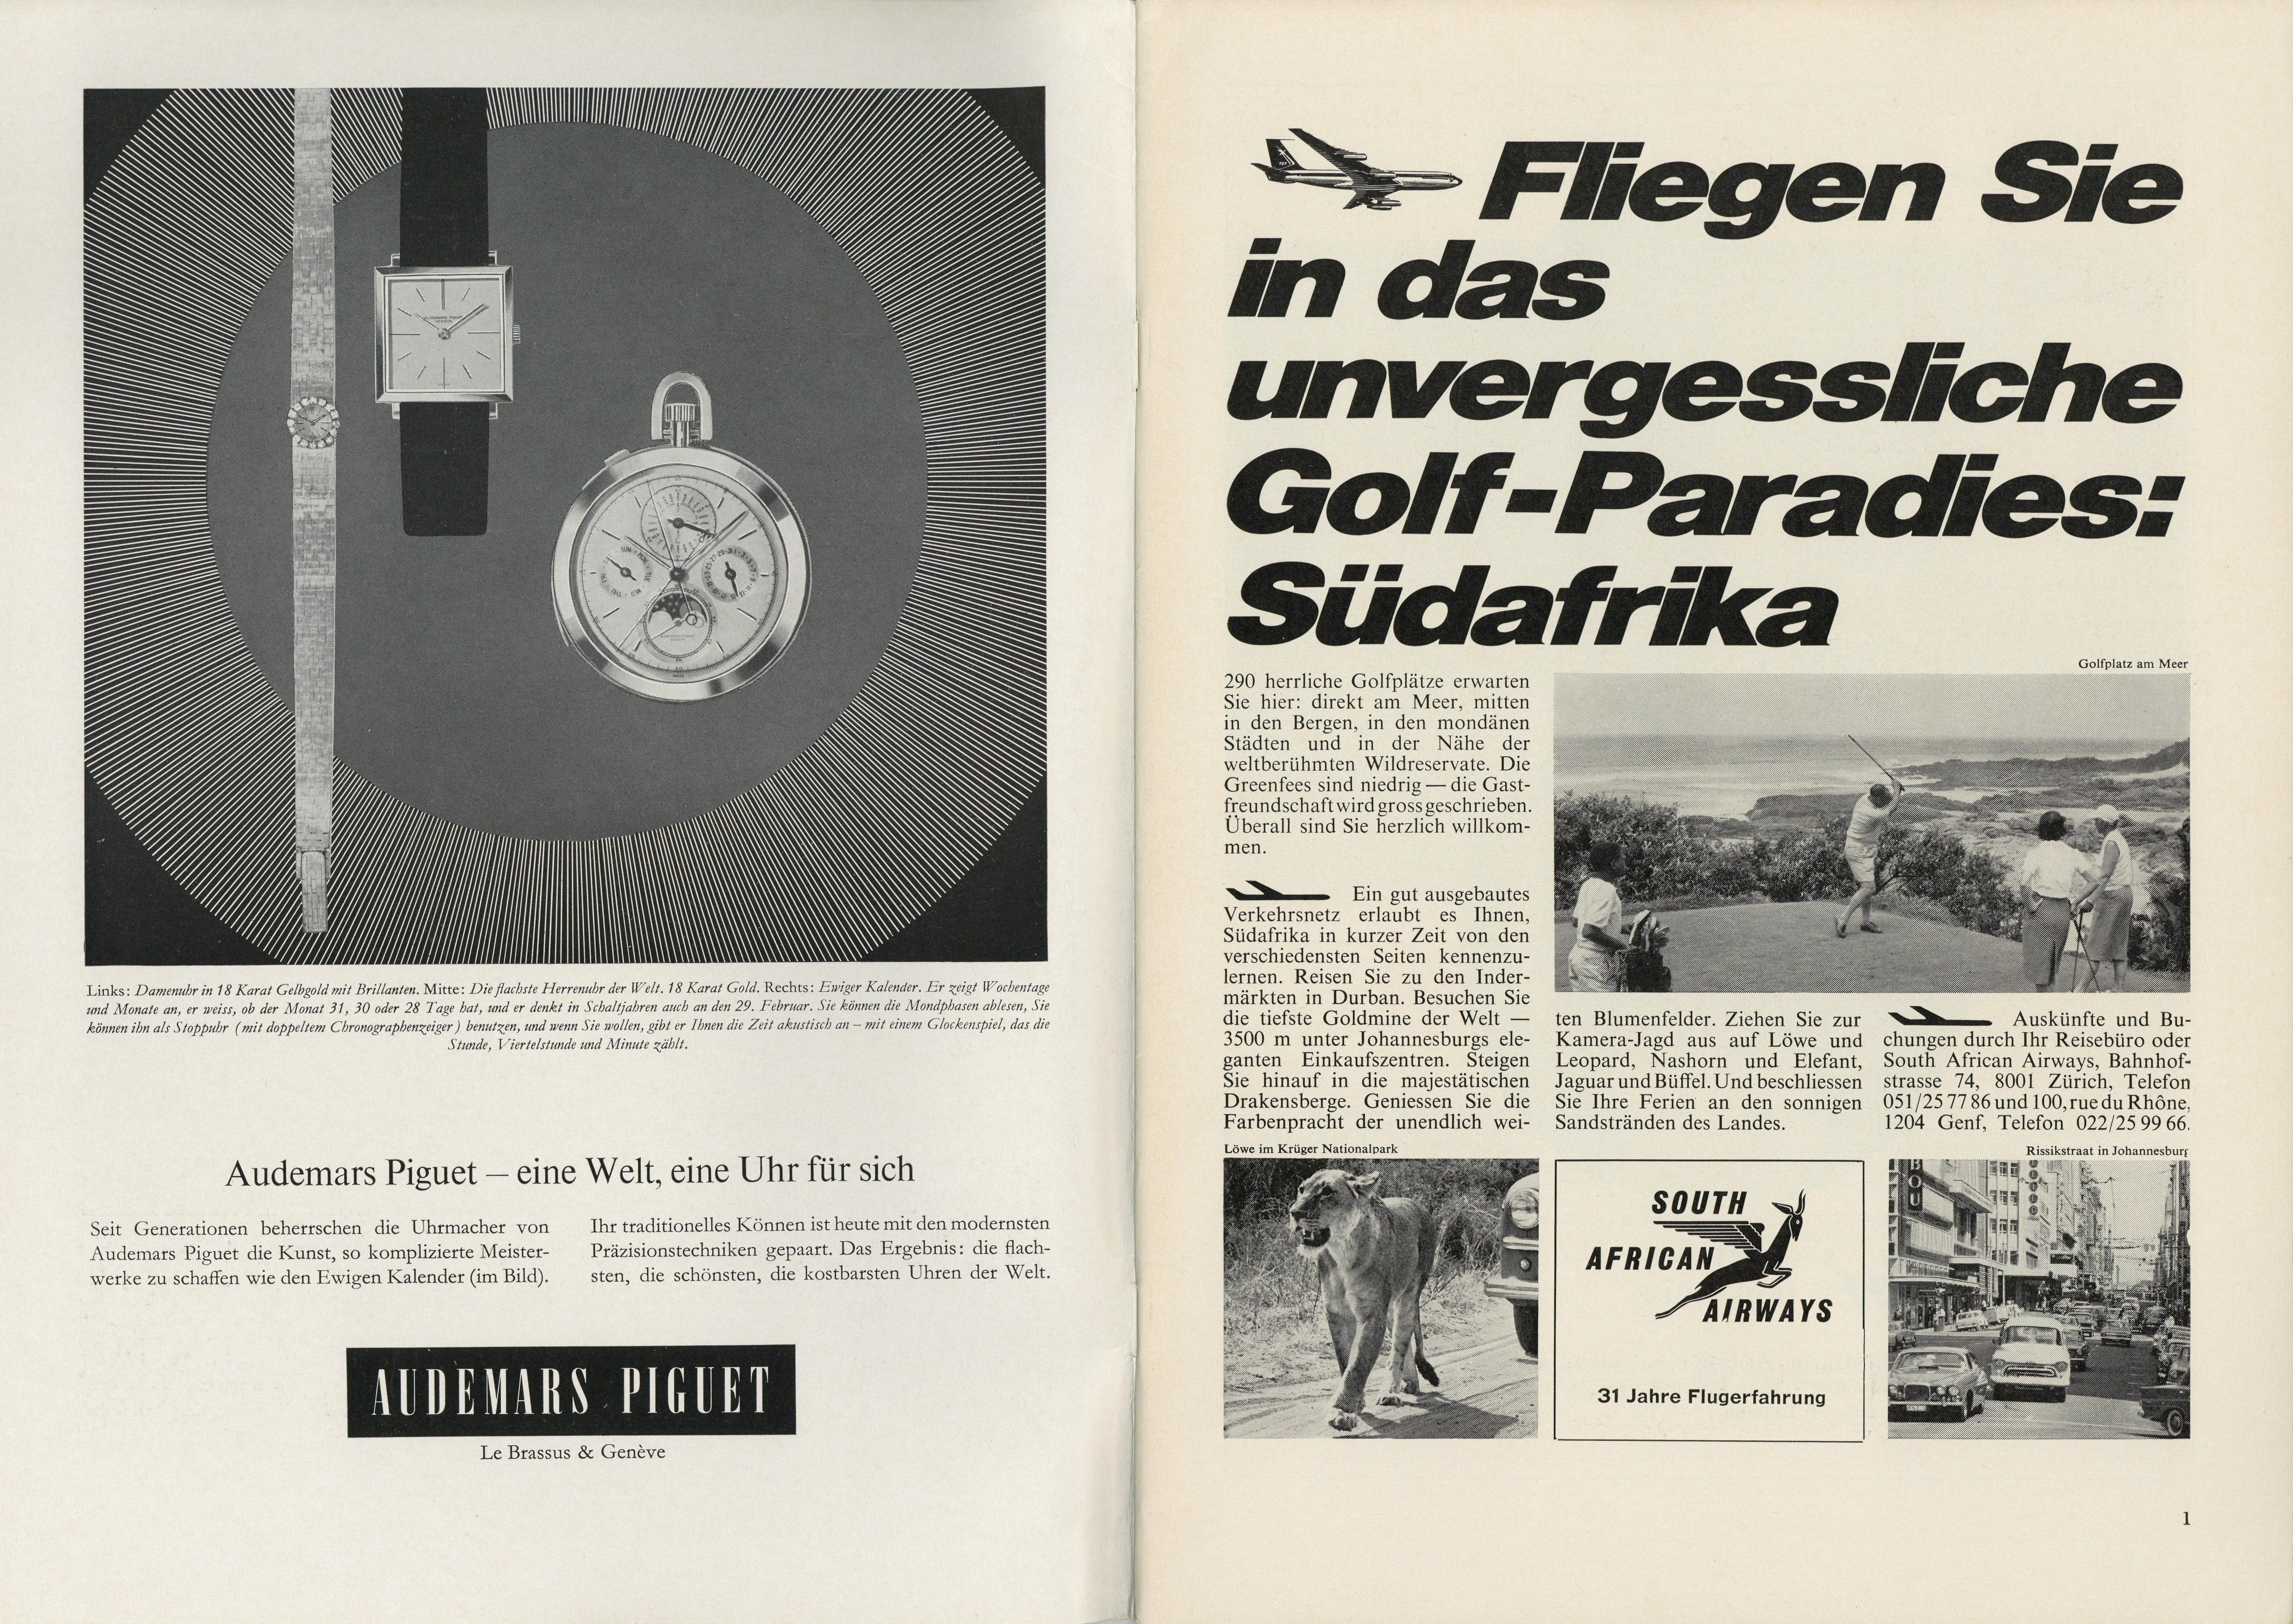 Links: Damenuhr in 18 Karat Gelbgold mit Brillanten. Mitte: Die flachste Herrenuhr der Welt. 18 Karat Gold. Rechts: Ewiger Kalender. Er zeigt Wochentage
und Monate an, er weiss, ob der Monat 31, 30 oder 28 Tage hat, und er denkt in Schaltjahren auch an den 29. Februar. Sie können die Mondphasen ablesen, Sie
können ihn als Stoppuhr (mit doppeltem Chronographenzeiger) benutzen, und wenn Sie wollen, gibt er Ihnen die Zeit akustisch an – mit einem Glockenspiel, das die
Stunde, Viertelstunde und Minute zählt.
Audemars Piguet – eine Welt, eine Uhr für sich
Seit Generationen beherrschen die Uhrmacher von
Audemars Piguet die Kunst, so komplizierte Meister-
werke zu schaffen wie den Ewigen Kalender (im Bild).
Ihr traditionelles Können ist heute mit den modernsten
Präzisionstechniken gepaart. Das Ergebnis: die flach-
sten, die schönsten, die kostbarsten Uhren der Welt.
AUDEMARS PIGUET
Le Brassus & Genève
Fliegen Sie
in das
unvergessliche
Golf-Paradies:
Südafrika
Golfplatz am Meer
290 herrliche Golfplätze erwarten
Sie hier: direkt am Meer, mitten
in den Bergen, in den mondänen
Städten und in der Nähe der
weltberühmten Wildreservate. Die
Greenfees sind niedrig — die Gast-
freundschaft wird gross geschrieben.
Überall sind Sie herzlich willkom-
men.
Ein gut ausgebautes
Verkehrsnetz erlaubt es Ihnen,
Südafrika in kurzer Zeit von den
verschiedensten Seiten kennenzu-
lernen. Reisen Sie zu den Inder-
märkten in Durban. Besuchen Sie
die tiefste Goldmine der Welt —
3500 m unter Johannesburgs ele-
ganten Einkaufszentren. Steigen
Sie hinauf in die majestätischen
Drakensberge. Geniessen Sie die
Farbenpracht der unendlich wei-
ten Blumenfelder. Ziehen Sie zur
Kamera-Jagd aus auf Löwe und
Leopard, Nashorn und Elefant,
Jaguar und Büffel. Und beschliessen
Sie Ihre Ferien an den sonnigen
Sandstränden des Landes.
Auskünfte und Bu-
chungen durch Ihr Reisebüro oder
South African Airways, Bahnhof-
strasse 74, 8001 Zürich, Telefon
051/25 77 86 und 100, rue du Rhône,
1204 Genf, Telefon 022/25 99 66.
Löwe im Krüger Nationalpark
Rissikstraat in Johannesburg
SOUTH
AFRICAN
AIRWAYS
31 Jahre Flugerfahrung
1